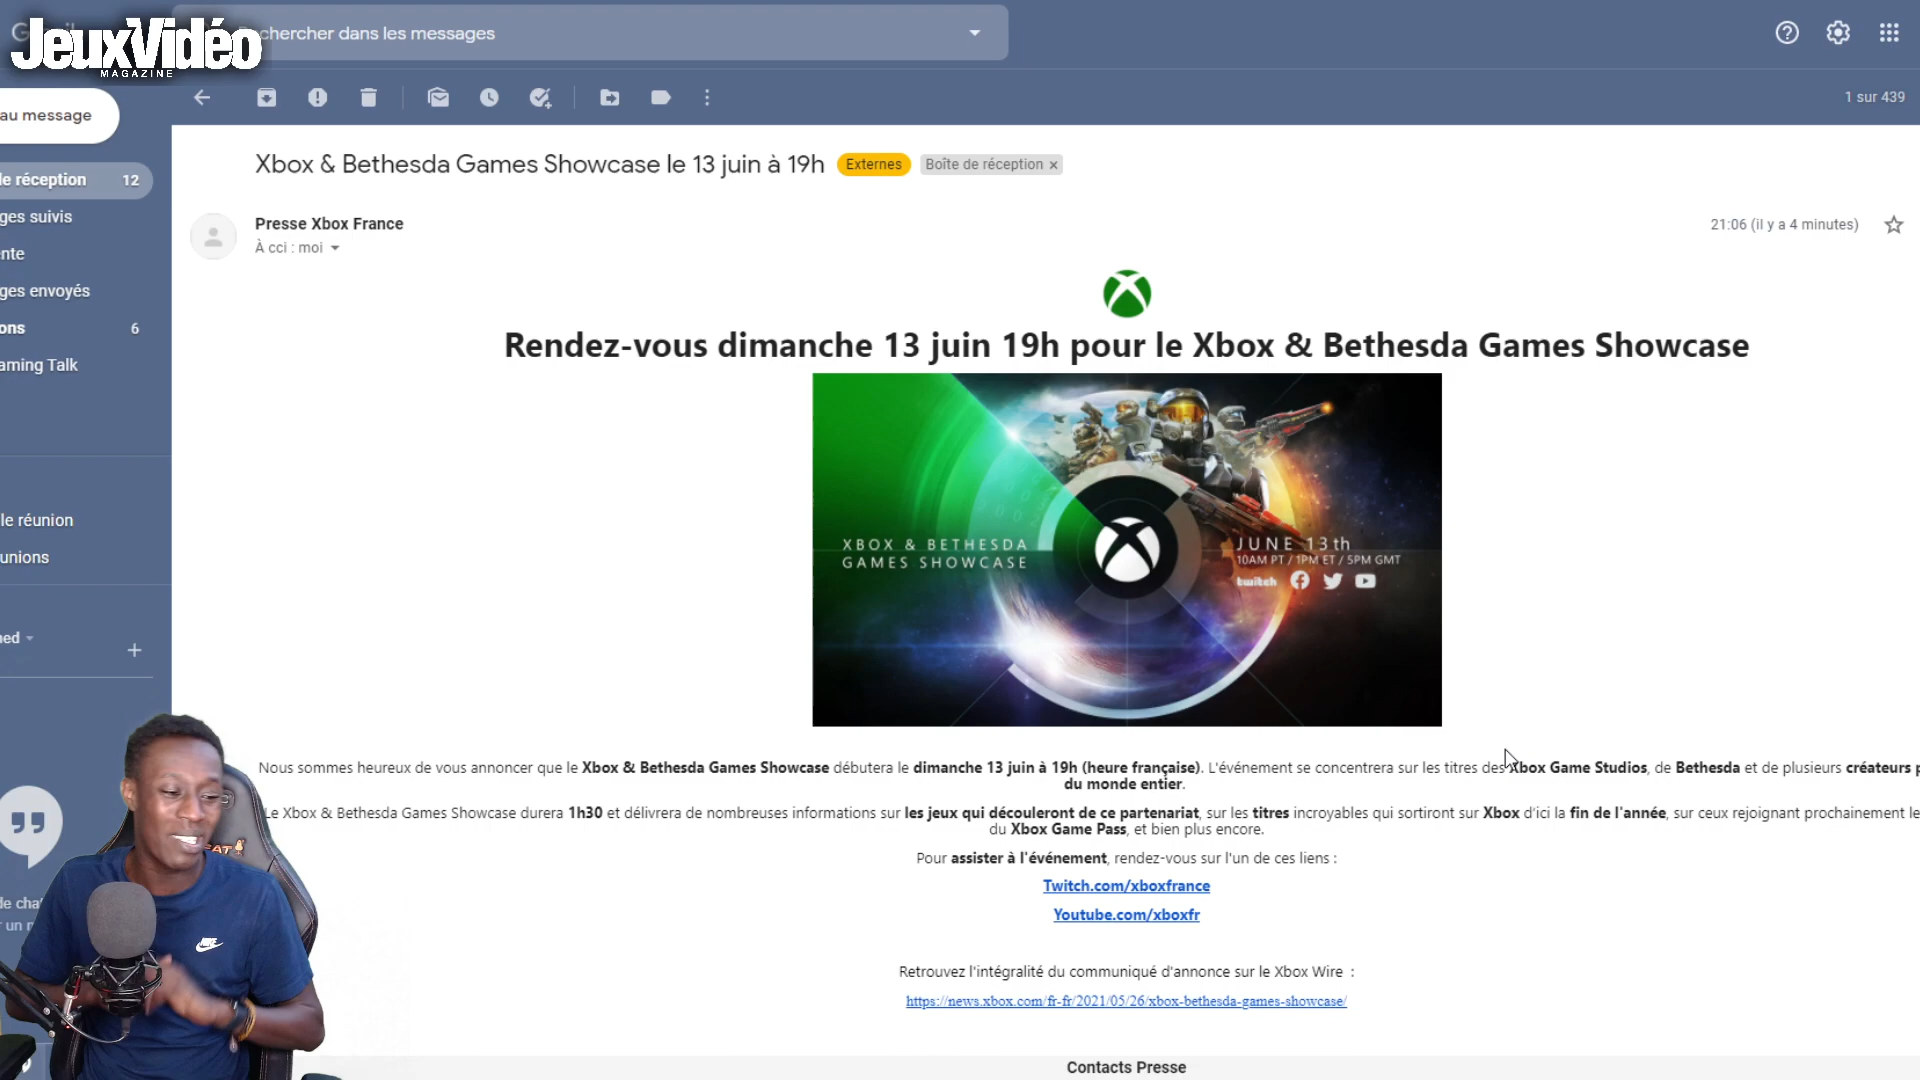 JeuxVidéo
MAGAZINE
chercher dans les messages
au message
1 sur 439
Xbox & Bethesda Games Showcase le 13 juin à 19h Externes Boîte de réception ×
le réception 12
ges suivis
Presse Xbox France
21:06 (il y a 4 minutes)
À cci : moi
nte
ges envoyés
ons 6
aming Talk
Rendez-vous dimanche 13 juin 19h pour le Xbox & Bethesda Games Showcase
XBOX & BETHESDA
GAMES SHOWCASE
JUNE 13th
10AM PT / 1PM ET / 5PM GMT
twitch
le réunion
unions
ned
Nous sommes heureux de vous annoncer que le Xbox & Bethesda Games Showcase débutera le dimanche 13 juin à 19h (heure française). L'événement se concentrera sur les titres des Xbox Game Studios, de Bethesda et de plusieurs créateurs p
du monde entier.
Le Xbox & Bethesda Games Showcase durera 1h30 et délivrera de nombreuses informations sur les jeux qui découleront de ce partenariat, sur les titres incroyables qui sortiront sur Xbox d'ici la fin de l'année, sur ceux rejoignant prochainement le
du Xbox Game Pass, et bien plus encore.
Pour assister à l'événement, rendez-vous sur l'un de ces liens :
Twitch.com/xboxfrance
Youtube.com/xboxfr
Retrouvez l'intégralité du communiqué d'annonce sur le Xbox Wire :
https://news.xbox.com/fr-fr/2021/05/26/xbox-bethesda-games-showcase/
de cha
r un n
Contacts Presse